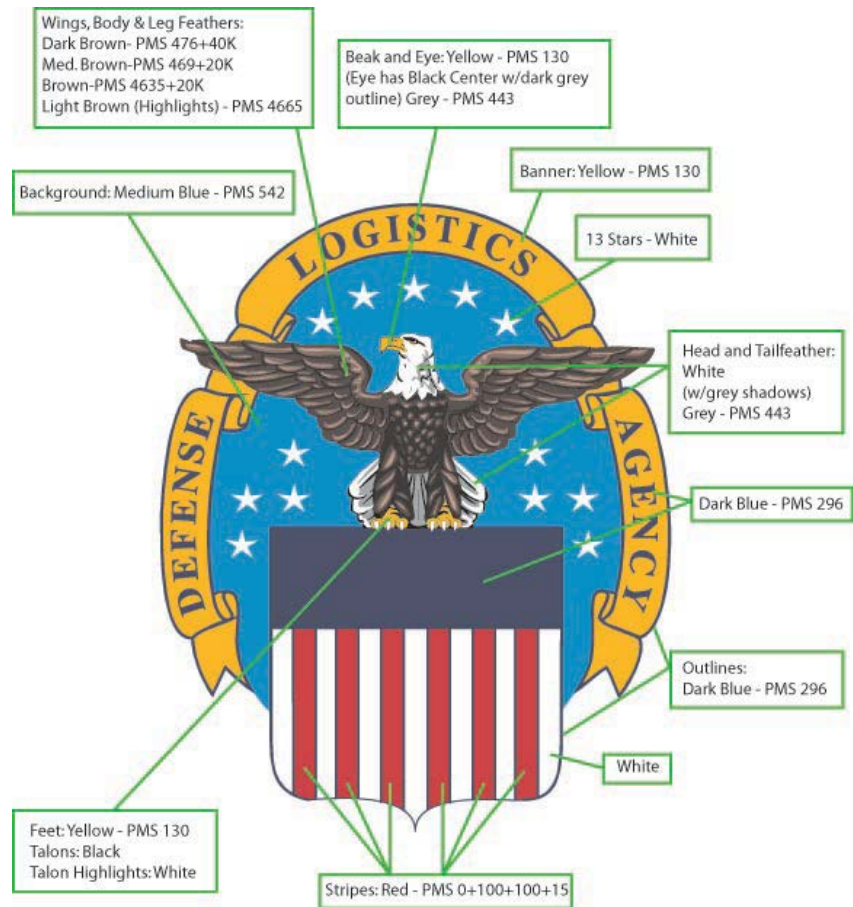 Wings, Body & Leg Feathers:
Dark Brown- PMS 476+40K
Med. Brown-PMS 469+20K
Brown-PMS 4635+20K
Light Brown (Highlights) - PMS 4665
Beak and Eye: Yellow - PMS 130
(Eye has Black Center w/dark grey
outline) Grey - PMS 443
Banner: Yellow - PMS 130
Background: Medium Blue - PMS 542
13 Stars - White
LOGISTICS
Head and Tailfeather:
White
(w/grey shadows)
Grey - PMS 443
DEFENSE
AGENCY
Dark Blue - PMS 296
Outlines:
Dark Blue - PMS 296
White
Feet: Yellow - PMS 130
Talons: Black
Talon Highlights: White
Stripes: Red - PMS 0+100+100+15